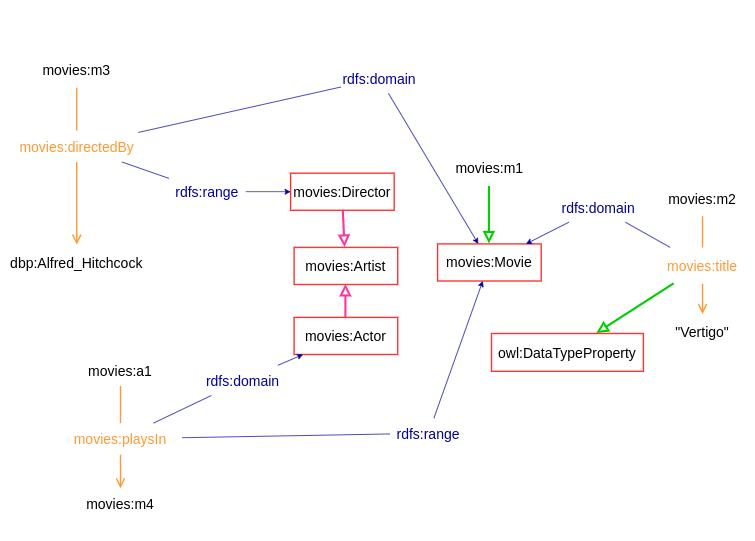 movies:m3
rdfs:domain
movies:directedBy
movies:m1
rdfs:range
movies:Director
rdfs:domain
movies:m2
dbp:Alfred_Hitchcock
movies:Artist
movies:Movie
movies:title
movies:Actor
"Vertigo"
owl:DataTypeProperty
movies:a1
rdfs:domain
movies:playsIn
rdfs:range
movies:m4